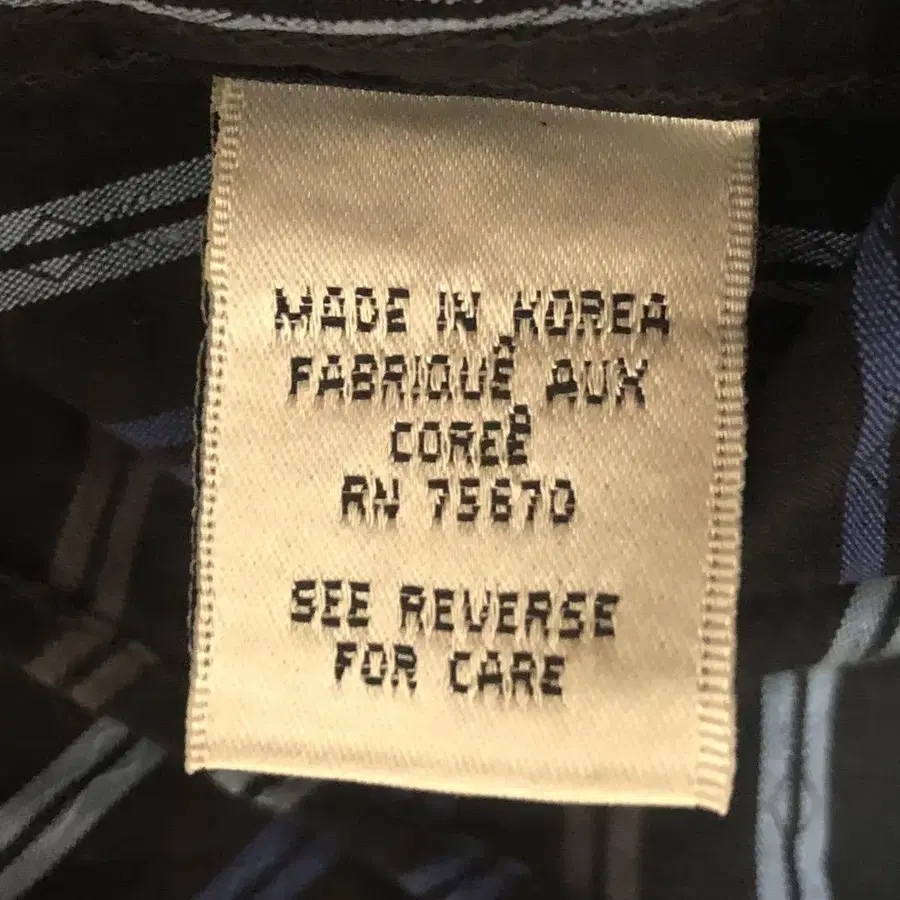 MADE IN KOREA
FABRIQUÉ AUX
CORÉE
RN 75670
SEE REVERSE
FOR CARE